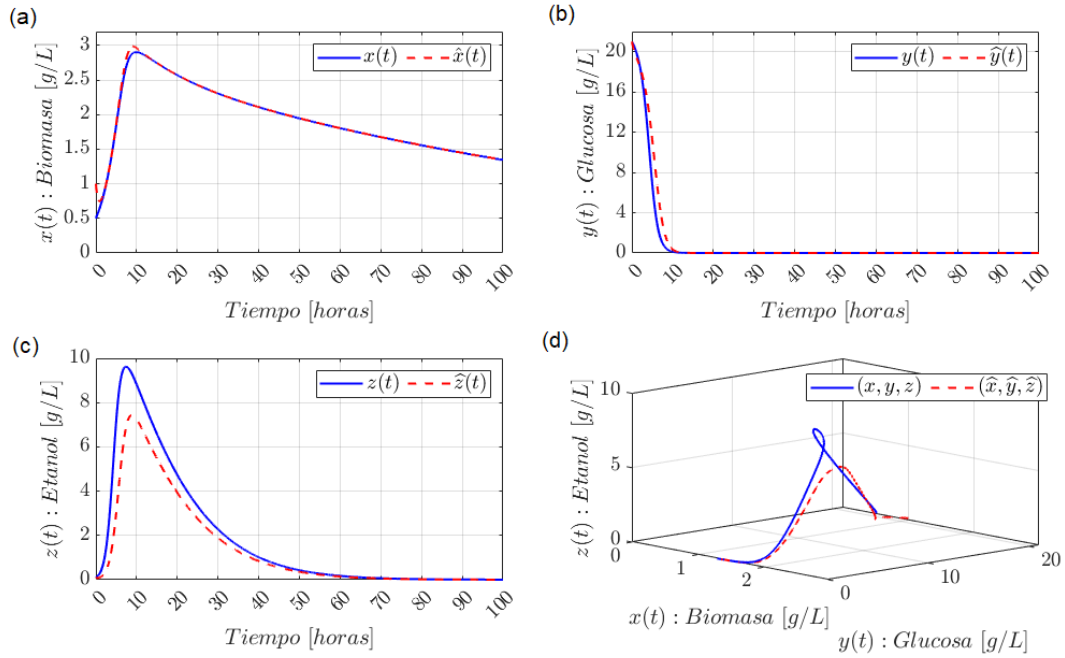 (a)
x(t) : Biomasa [g/L]
3
2.5
2
1.5
1
0.5
0
x(t) x̂(t)
0 10 20 30 40 50 60 70 80 90 100
Tiempo [horas]
(b)
y(t) : Glucosa [g/L]
20
16
12
8
4
0
y(t) ŷ(t)
0 10 20 30 40 50 60 70 80 90 100
Tiempo [horas]
(c)
z(t) : Etanol [g/L]
10
8
6
4
2
0
z(t) ẑ(t)
0 10 20 30 40 50 60 70 80 90 100
Tiempo [horas]
(d)
z(t) : Etanol [g/L]
10
5
0
(x, y, z) (x̂, ŷ, ẑ)
0 1 2
x(t) : Biomasa [g/L]
0 10 20
y(t) : Glucosa [g/L]